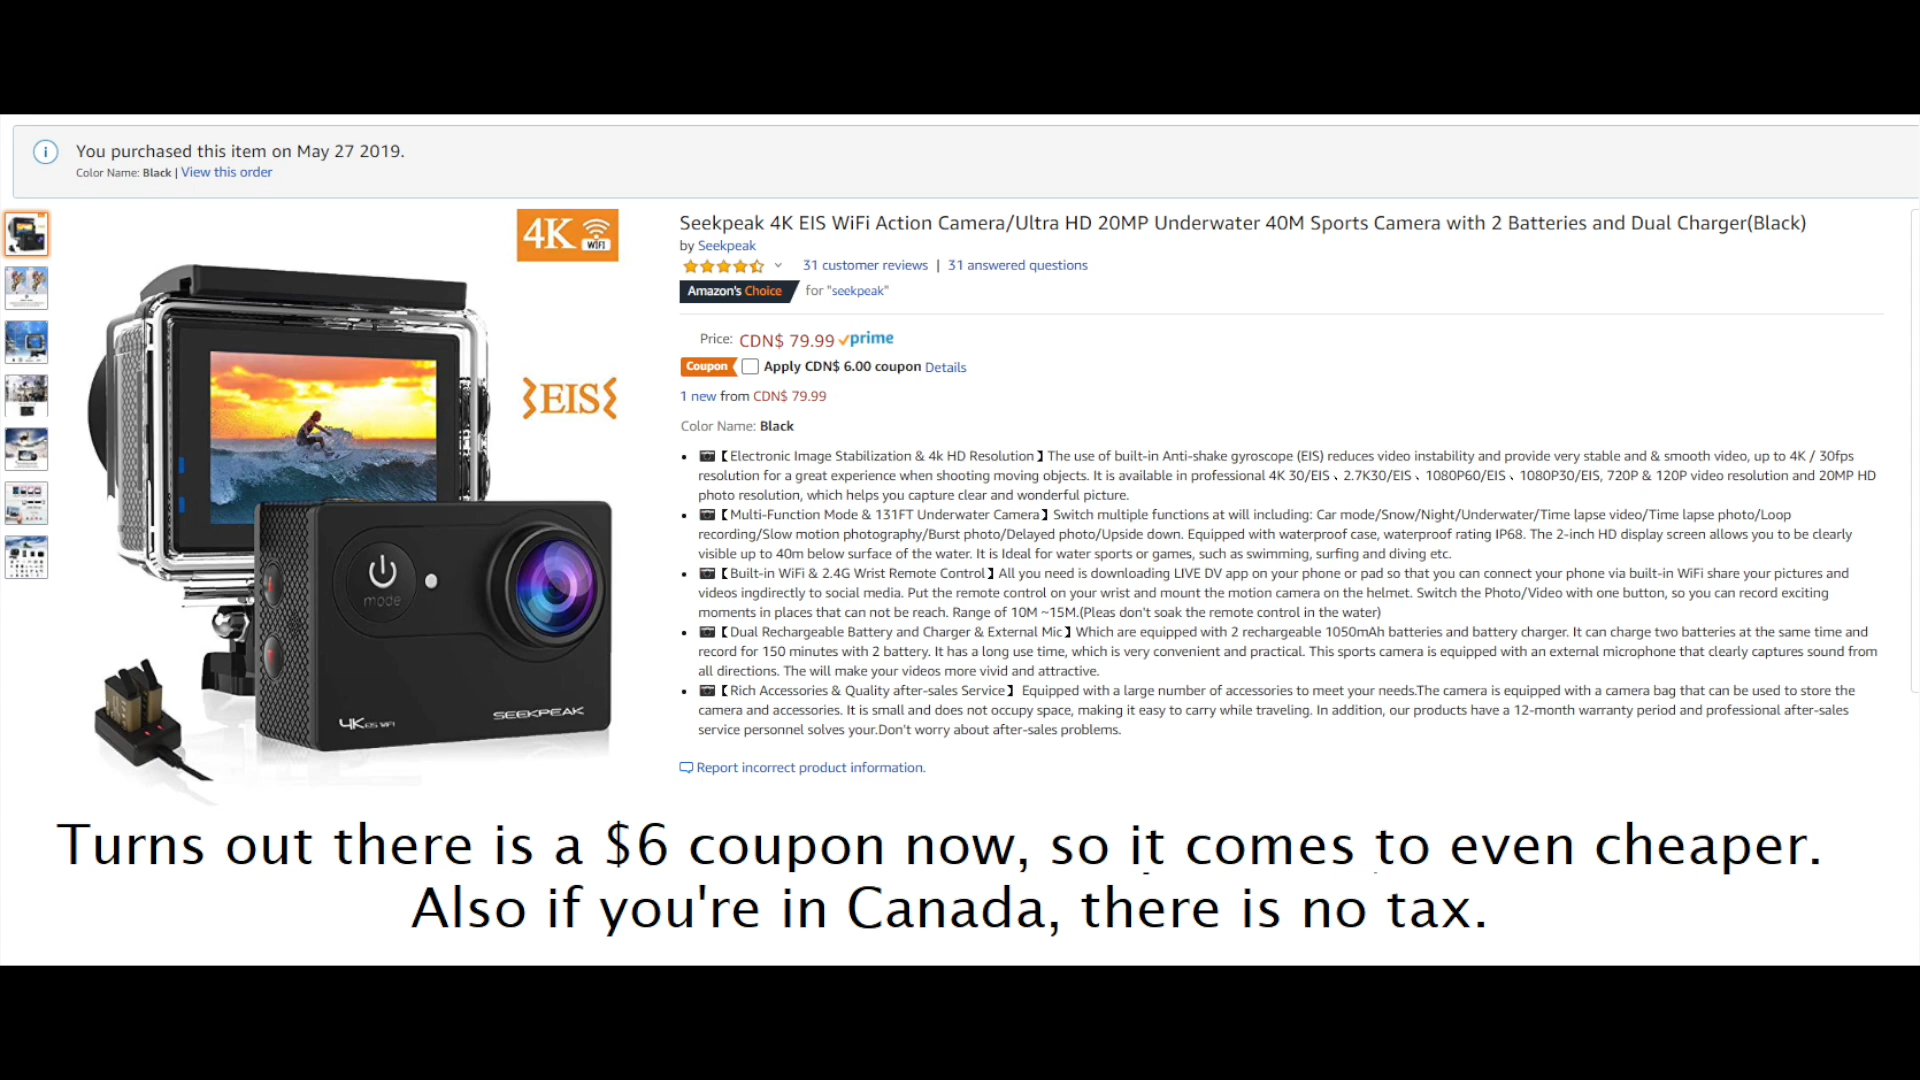 You purchased this item on May 27 2019.
Color Name: Black | View this order
4K WIFI
EIS
mode
4K EIS WIFI
SEEKPEAK
Seekpeak 4K EIS WiFi Action Camera/Ultra HD 20MP Underwater 40M Sports Camera with 2 Batteries and Dual Charger(Black)
by Seekpeak
31 customer reviews | 31 answered questions
Amazon's Choice for "seekpeak"
Price: CDN$ 79.99 prime
Coupon Apply CDN$ 6.00 coupon Details
1 new from CDN$ 79.99
Color Name: Black
• 📷【Electronic Image Stabilization & 4k HD Resolution】The use of built-in Anti-shake gyroscope (EIS) reduces video instability and provide very stable and & smooth video, up to 4K / 30fps
resolution for a great experience when shooting moving objects. It is available in professional 4K 30/EIS、2.7K30/EIS、1080P60/EIS、1080P30/EIS, 720P & 120P video resolution and 20MP HD
photo resolution, which helps you capture clear and wonderful picture.
• 📷【Multi-Function Mode & 131FT Underwater Camera】Switch multiple functions at will including: Car mode/Snow/Night/Underwater/Time lapse video/Time lapse photo/Loop
recording/Slow motion photography/Burst photo/Delayed photo/Upside down. Equipped with waterproof case, waterproof rating IP68. The 2-inch HD display screen allows you to be clearly
visible up to 40m below surface of the water. It is Ideal for water sports or games, such as swimming, surfing and diving etc.
• 📷【Built-in WiFi & 2.4G Wrist Remote Control】All you need is downloading LIVE DV app on your phone or pad so that you can connect your phone via built-in WiFi share your pictures and
videos ingdirectly to social media. Put the remote control on your wrist and mount the motion camera on the helmet. Switch the Photo/Video with one button, so you can record exciting
moments in places that can not be reach. Range of 10M ~15M.(Pleas don't soak the remote control in the water)
• 📷【Dual Rechargeable Battery and Charger & External Mic】Which are equipped with 2 rechargeable 1050mAh batteries and battery charger. It can charge two batteries at the same time and
record for 150 minutes with 2 battery. It has a long use time, which is very convenient and practical. This sports camera is equipped with an external microphone that clearly captures sound from
all directions. The will make your videos more vivid and attractive.
• 📷【Rich Accessories & Quality after-sales Service】 Equipped with a large number of accessories to meet your needs.The camera is equipped with a camera bag that can be used to store the
camera and accessories. It is small and does not occupy space, making it easy to carry while traveling. In addition, our products have a 12-month warranty period and professional after-sales
service personnel solves your.Don't worry about after-sales problems.
Report incorrect product information.
Turns out there is a $6 coupon now, so it comes to even cheaper.
Also if you're in Canada, there is no tax.